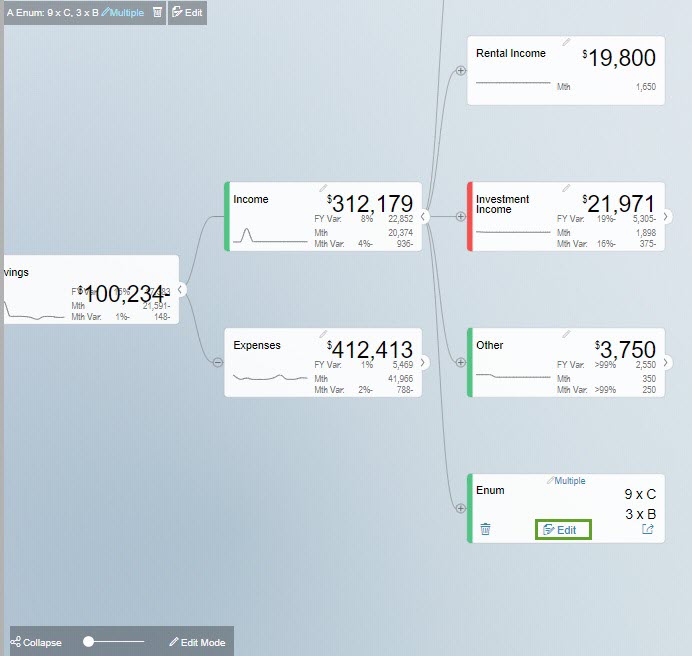 A Enum: 9 x C, 3 x B Multiple Edit
Rental Income
$19,800
Mth 1,650
Income
$312,179
FY Var. 8% 22,852
Mth 20,374
Mth Var. 4%- 936-
Investment
Income
$21,971
FY Var. 19%- 5,305-
Mth 1,898
Mth Var. 16%- 375-
vings
$100,234-
Mth 21,591-
Mth Var. 1%- 148-
Expenses
$412,413
FY Var. 1% 5,469
Mth 41,966
Mth Var. 2%- 788-
Other
$3,750
FY Var. >99% 2,550
Mth 350
Mth Var. >99% 250
Enum
Multiple
9 x C
3 x B
Edit
Collapse Edit Mode